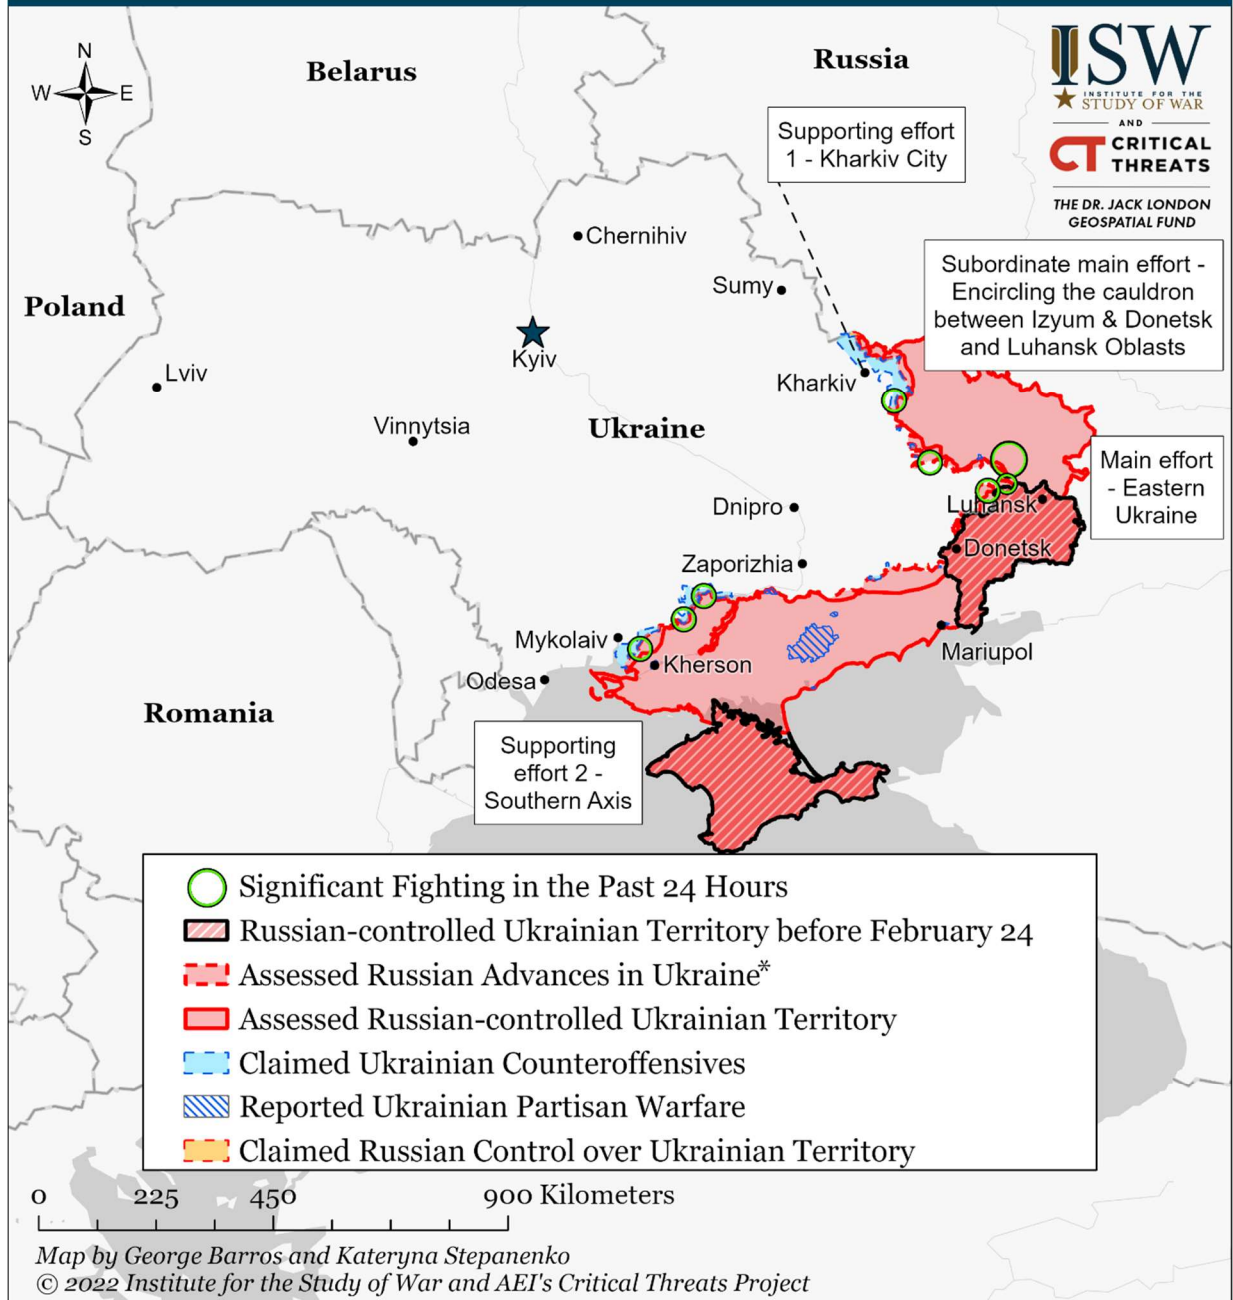 N
W E
S
Belarus
Russia
ISW
INSTITUTE FOR THE
STUDY OF WAR
AND
CT CRITICAL
THREATS
THE DR. JACK LONDON
GEOSPATIAL FUND
Supporting effort
1 - Kharkiv City
Chernihiv
Subordinate main effort -
Encircling the cauldron
between Izyum & Donetsk
and Luhansk Oblasts
Sumy
Poland
Kyiv
Lviv
Kharkiv
Vinnytsia
Ukraine
Main effort
- Eastern
Ukraine
Dnipro
Luhansk
Donetsk
Zaporizhia
Mykolaiv
Mariupol
Kherson
Odesa
Romania
Supporting
effort 2 -
Southern Axis
Significant Fighting in the Past 24 Hours
Russian-controlled Ukrainian Territory before February 24
Assessed Russian Advances in Ukraine*
Assessed Russian-controlled Ukrainian Territory
Claimed Ukrainian Counteroffensives
Reported Ukrainian Partisan Warfare
Claimed Russian Control over Ukrainian Territory
0 225 450 900 Kilometers
Map by George Barros and Kateryna Stepanenko
© 2022 Institute for the Study of War and AEI's Critical Threats Project